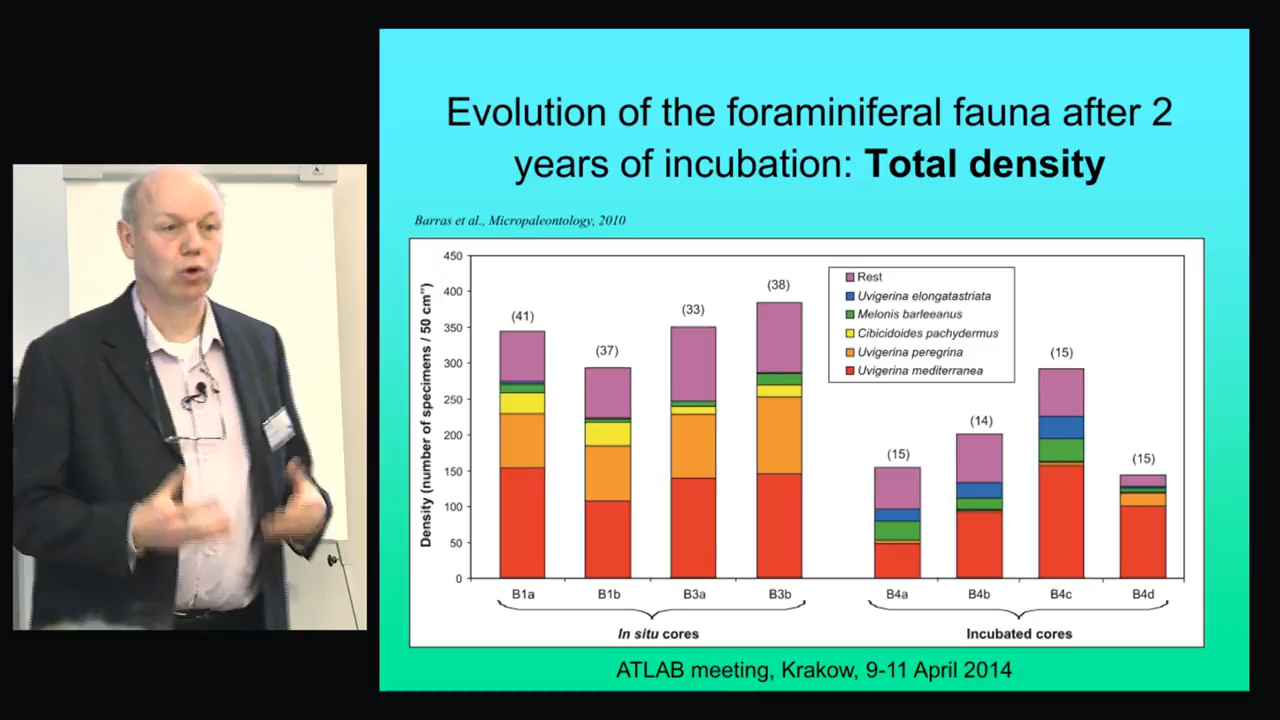 Evolution of the foraminiferal fauna after 2
years of incubation: Total density
Barras et al., Micropaleontology, 2010
Density (number of specimens / 50 cm²)
450
400
350
300
250
200
150
100
50
0
(41)
(37)
(33)
(38)
(15)
(14)
(15)
(15)
Rest
Uvigerina elongatastriata
Melonis barleeanus
Cibicidoides pachydermus
Uvigerina peregrina
Uvigerina mediterranea
B1a B1b B3a B3b B4a B4b B4c B4d
In situ cores Incubated cores
ATLAB meeting, Krakow, 9-11 April 2014